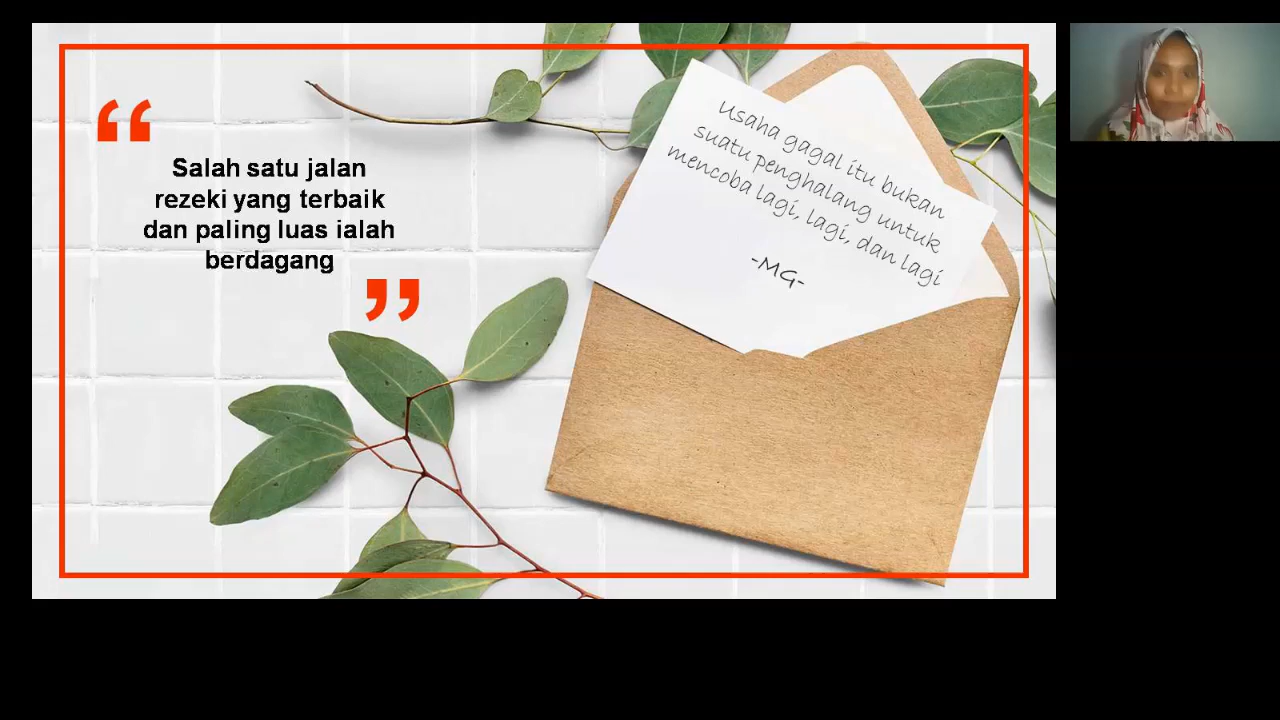 “
Salah satu jalan
rezeki yang terbaik
dan paling luas ialah
berdagang
”
Usaha gagal itu bukan
suatu penghalang untuk
mencoba lagi, lagi, dan lagi
-MG-